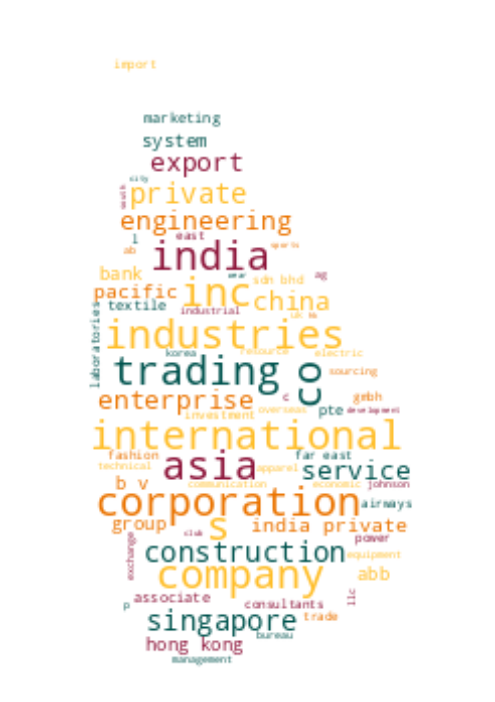 import
marketing
system
export
city
south
private
engineering
l
east
ab
india
sports
bank
near
ag
sdn bhd
pacific
inc
china
textile
industrial
laboratories
industries
korea
resource
electric
trading
co
sourcing
enterprise
c
gmbh
investment
overseas
pte
development
international
fashion
far east
technical
asia
apparel
service
b v
communication
economic
johnson
corporation
airways
group
s
india private
club
power
exchange
construction
equipment
company
abb
associate
llc
p
consultants
singapore
trade
bureau
hong kong
management